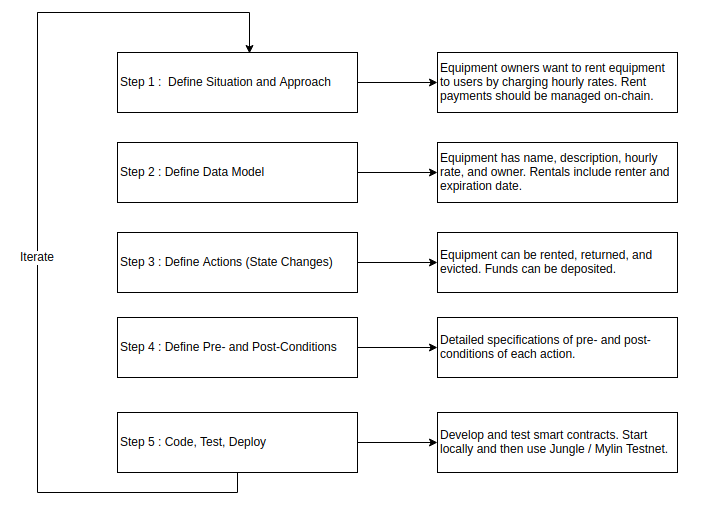 Step 1 :  Define Situation and Approach
Equipment owners want to rent equipment
to users by charging hourly rates. Rent
payments should be managed on-chain.
Step 2 : Define Data Model
Equipment has name, description, hourly
rate, and owner. Rentals include renter and
expiration date.
Iterate
Step 3 : Define Actions (State Changes)
Equipment can be rented, returned, and
evicted. Funds can be deposited.
Step 4 : Define Pre- and Post-Conditions
Detailed specifications of pre- and post-
conditions of each action.
Step 5 : Code, Test, Deploy
Develop and test smart contracts. Start
locally and then use Jungle / Mylin Testnet.